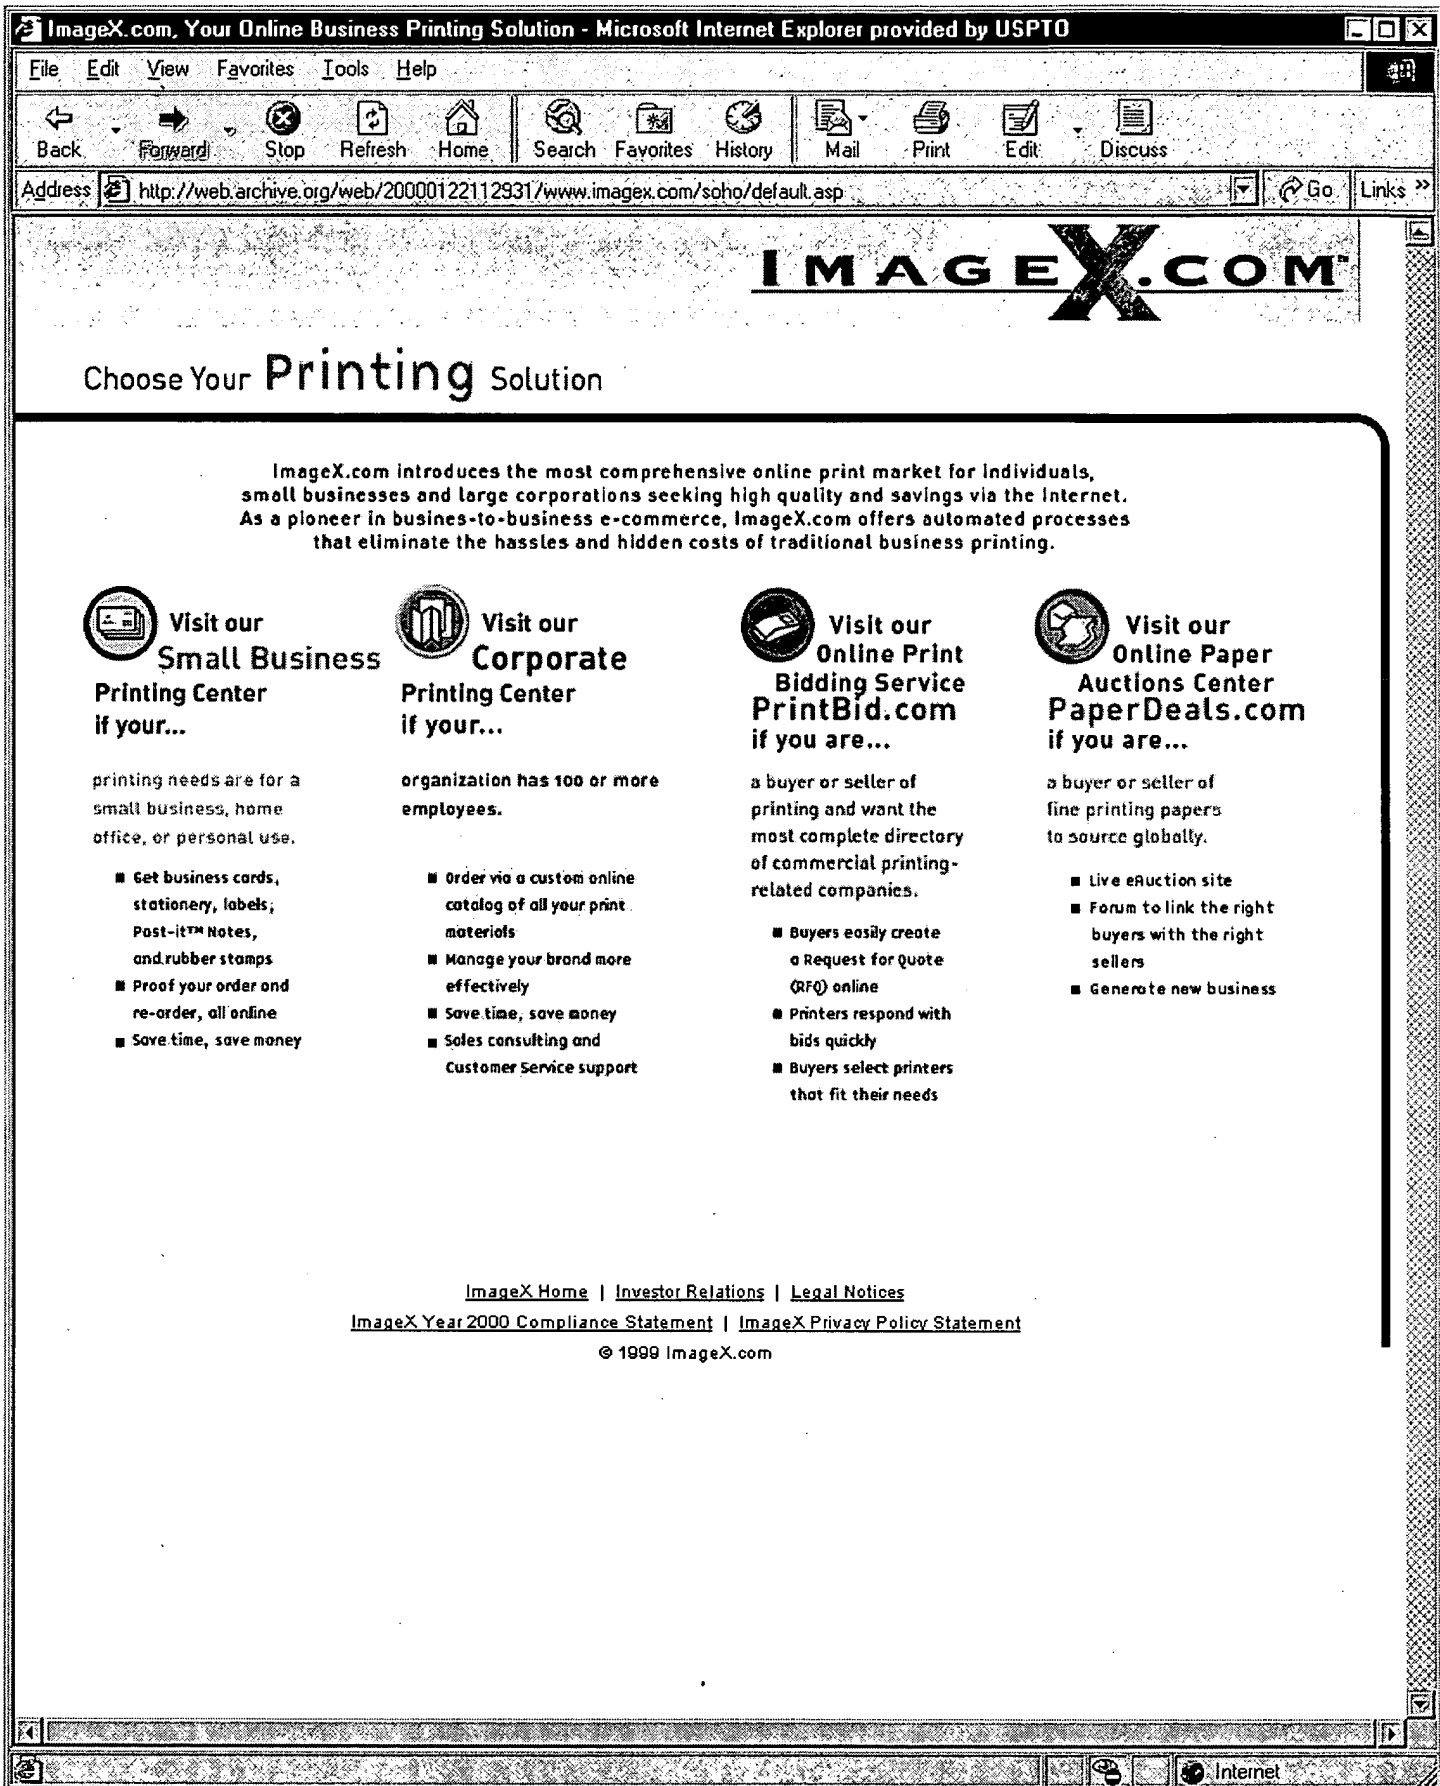 ImageX.com, Your Online Business Printing Solution - Microsoft Internet Explorer provided by USPTO
File Edit View Favorites Tools Help
Back Forward Stop Refresh Home Search Favorites History Mail Print Edit Discuss
Address http://web.archive.org/web/20000122112931/www.imagex.com/soho/default.asp Go Links »
IMAGEX.COM™
Choose Your Printing Solution
ImageX.com introduces the most comprehensive online print market for individuals,
small businesses and large corporations seeking high quality and savings via the Internet.
As a pioneer in busines-to-business e-commerce, ImageX.com offers automated processes
that eliminate the hassles and hidden costs of traditional business printing.
Visit our
Small Business
Printing Center
if your...
printing needs are for a
small business, home
office, or personal use.
■ Get business cards,
stationery, labels,
Post-it™ Notes,
and rubber stamps
■ Proof your order and
re-order, all online
■ Save time, save money
Visit our
Corporate
Printing Center
if your...
organization has 100 or more
employees.
■ Order via a custom online
catalog of all your print
materials
■ Manage your brand more
effectively
■ Save time, save money
■ Sales consulting and
Customer Service support
Visit our
Online Print
Bidding Service
PrintBid.com
if you are...
a buyer or seller of
printing and want the
most complete directory
of commercial printing-
related companies.
■ Buyers easily create
a Request for Quote
(RFQ) online
■ Printers respond with
bids quickly
■ Buyers select printers
that fit their needs
Visit our
Online Paper
Auctions Center
PaperDeals.com
if you are...
a buyer or seller of
fine printing papers
to source globally.
■ Live eAuction site
■ Forum to link the right
buyers with the right
sellers
■ Generate new business
ImageX Home | Investor Relations | Legal Notices
ImageX Year 2000 Compliance Statement | ImageX Privacy Policy Statement
© 1999 ImageX.com
Internet